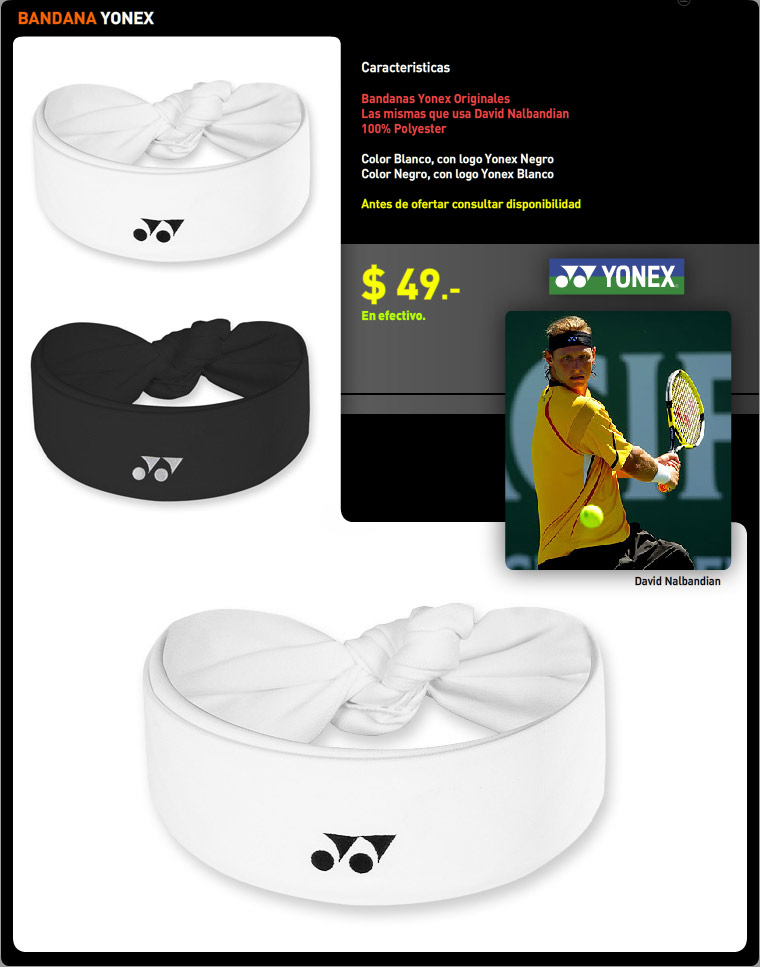 BANDANA YONEX
Caracteristicas
Bandanas Yonex Originales
Las mismas que usa David Nalbandian
100% Polyester
Color Blanco, con logo Yonex Negro
Color Negro, con logo Yonex Blanco
Antes de ofertar consultar disponibilidad
$ 49.-
En efectivo.
YONEX
David Nalbandian